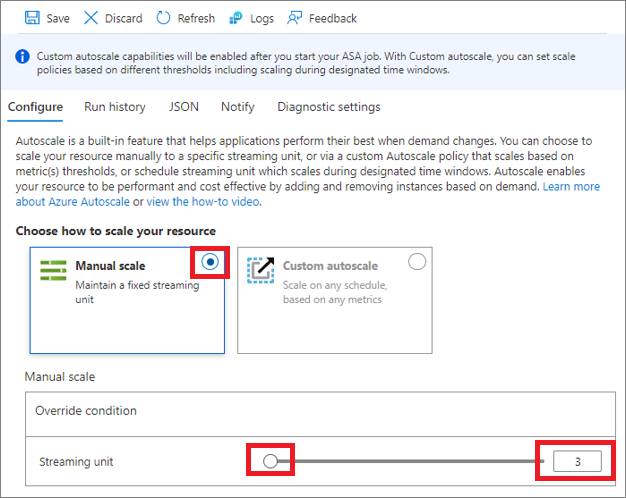 Save Discard Refresh Logs Feedback
Custom autoscale capabilities will be enabled after you start your ASA job. With Custom autoscale, you can set scale
policies based on different thresholds including scaling during designated time windows.
Configure Run history JSON Notify Diagnostic settings
Autoscale is a built-in feature that helps applications perform their best when demand changes. You can choose to
scale your resource manually to a specific streaming unit, or via a custom Autoscale policy that scales based on
metric(s) thresholds, or schedule streaming unit which scales during designated time windows. Autoscale enables
your resource to be performant and cost effective by adding and removing instances based on demand. Learn more
about Azure Autoscale or view the how-to video.
Choose how to scale your resource
Manual scale
Maintain a fixed streaming
unit
Custom autoscale
Scale on any schedule,
based on any metrics
Manual scale
Override condition
Streaming unit 3